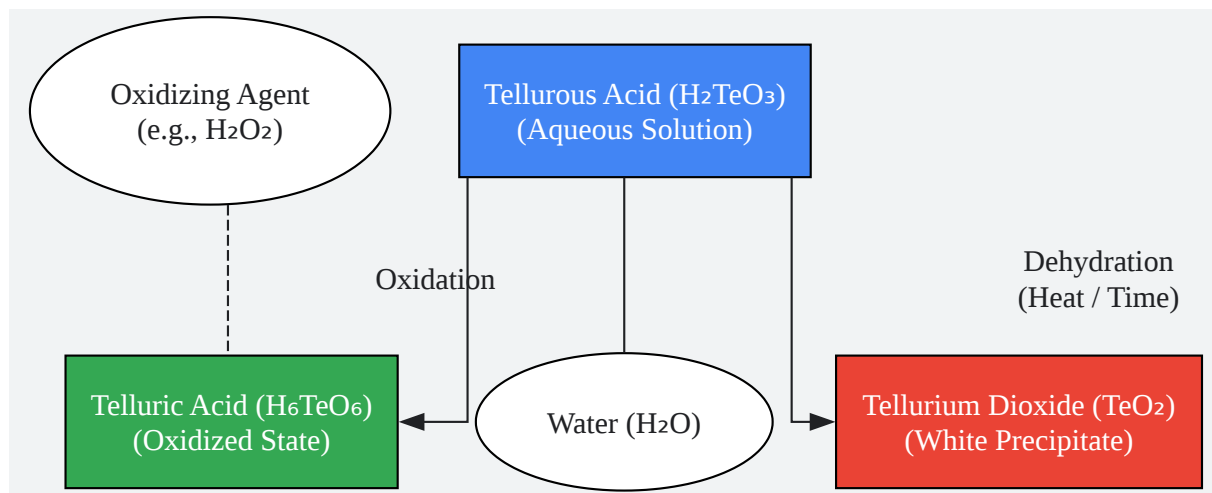 Oxidizing Agent
(e.g., H₂O₂)
Tellurous Acid (H₂TeO₃)
(Aqueous Solution)
Oxidation
Dehydration
(Heat / Time)
Telluric Acid (H₆TeO₆)
(Oxidized State)
Water (H₂O)
Tellurium Dioxide (TeO₂)
(White Precipitate)